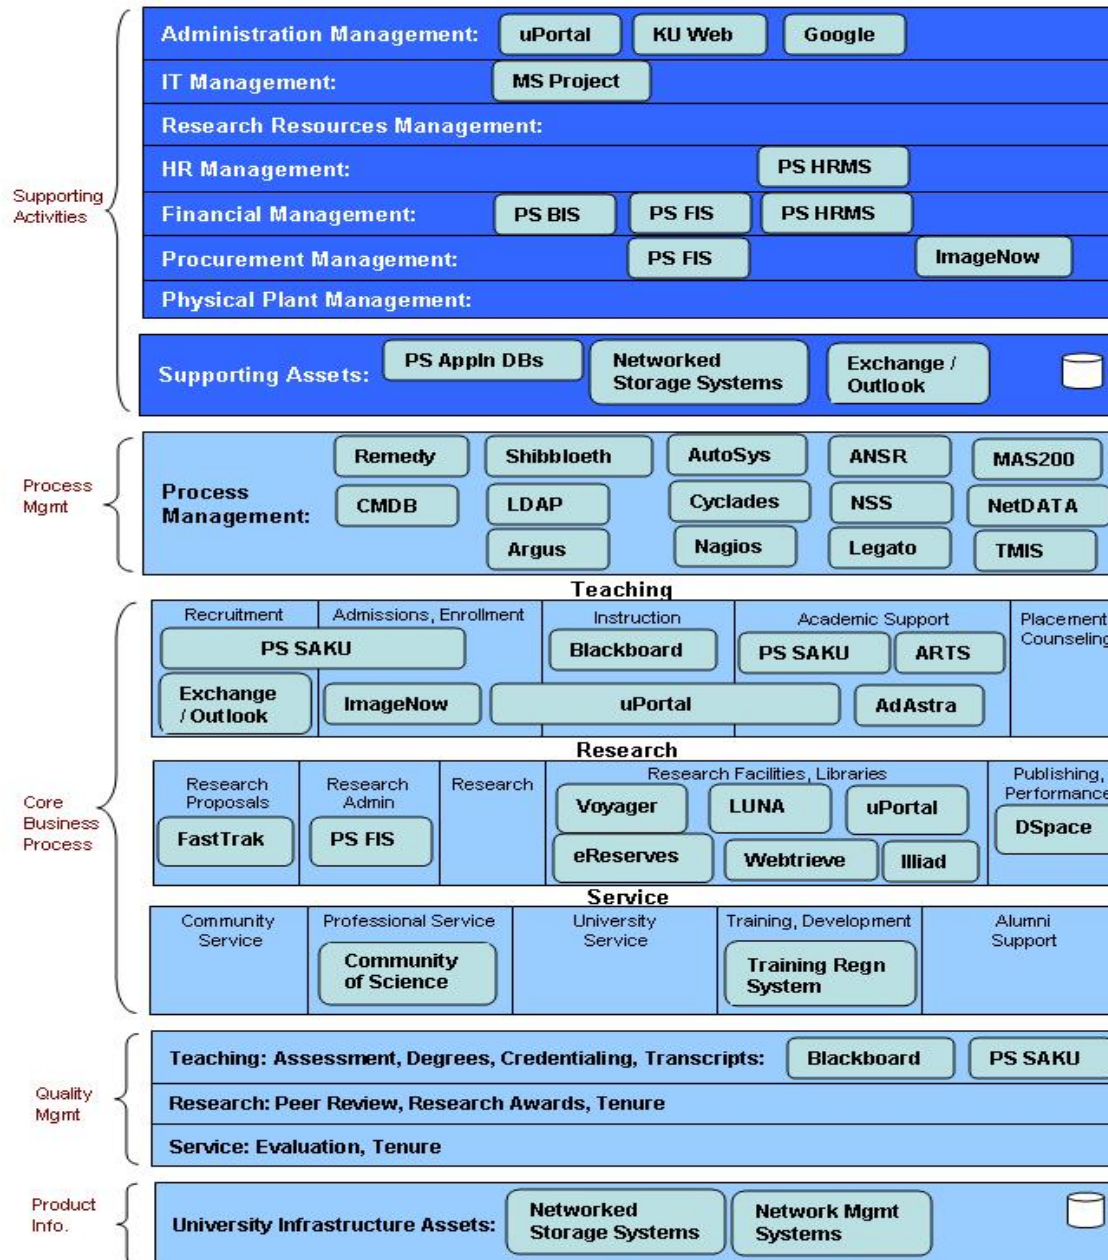 Administration Management: uPortal KU Web Google
IT Management: MS Project
Research Resources Management:
HR Management: PS HRMS
Supporting
Activities
Financial Management: PS BIS PS FIS PS HRMS
Procurement Management: PS FIS ImageNow
Physical Plant Management:
Supporting Assets: PS Appln DBs Networked
Storage Systems Exchange /
Outlook
Process
Mgmt
Process
Management:
Remedy Shibbloeth AutoSys ANSR MAS200
CMDB LDAP Cyclades NSS NetDATA
Argus Nagios Legato TMIS
Core
Business
Process
Teaching
Recruitment Admissions, Enrollment Instruction Academic Support Placement
Counseling
PS SAKU Blackboard PS SAKU ARTS
Exchange
/ Outlook ImageNow uPortal AdAstra
Research
Research
Proposals
Research
Admin
Research
Research Facilities, Libraries
Publishing,
Performance
FastTrak PS FIS Voyager LUNA uPortal DSpace
eReserves Webtrieve Illiad
Service
Community
Service
Professional Service
University
Service
Training, Development
Alumni
Support
Community
of Science
Training Regn
System
Quality
Mgmt
Teaching: Assessment, Degrees, Credentialing, Transcripts: Blackboard PS SAKU
Research: Peer Review, Research Awards, Tenure
Service: Evaluation, Tenure
Product
Info.
University Infrastructure Assets: Networked
Storage Systems
Network Mgmt
Systems